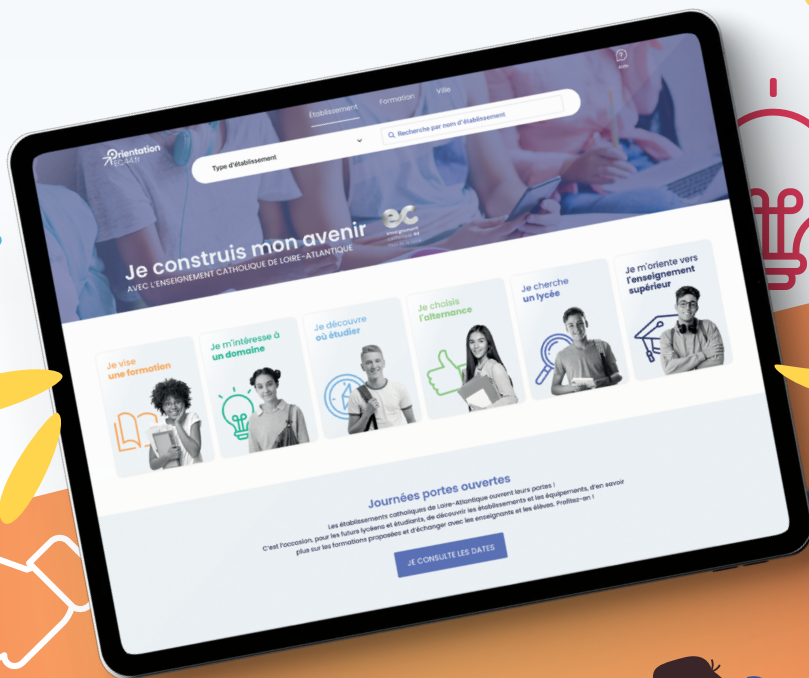 Établissement Formation Ville
Aide
Orientation
EC44.fr
Type d'établissement
Recherche par nom d'établissement
ec
enseignement
catholique 44
Je construis mon avenir
AVEC L'ENSEIGNEMENT CATHOLIQUE DE LOIRE-ATLANTIQUE
Je vise
une formation
Je m'intéresse à
un domaine
Je découvre
où étudier
Je choisis
l'alternance
Je cherche
un lycée
Je m'oriente vers
l'enseignement
supérieur
Journées portes ouvertes
Les établissements catholiques de Loire-Atlantique ouvrent leurs portes !
C'est l'occasion, pour les futurs lycéens et étudiants, de découvrir les établissements et les équipements, d'en savoir
plus sur les formations proposées et d'échanger avec les enseignants et les élèves. Profitez-en !
JE CONSULTE LES DATES